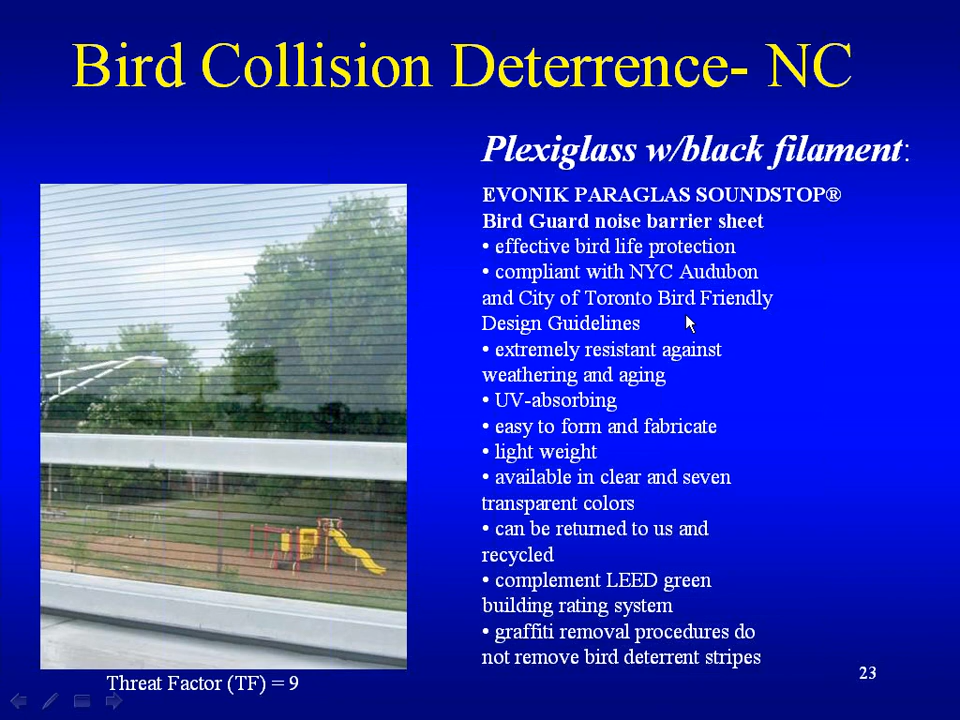 Bird Collision Deterrence- NC
Plexiglass w/black filament:
EVONIK PARAGLAS SOUNDSTOP®
Bird Guard noise barrier sheet
• effective bird life protection
• compliant with NYC Audubon
and City of Toronto Bird Friendly
Design Guidelines
• extremely resistant against
weathering and aging
• UV-absorbing
• easy to form and fabricate
• light weight
• available in clear and seven
transparent colors
• can be returned to us and
recycled
• complement LEED green
building rating system
• graffiti removal procedures do
not remove bird deterrent stripes
Threat Factor (TF) = 9
23